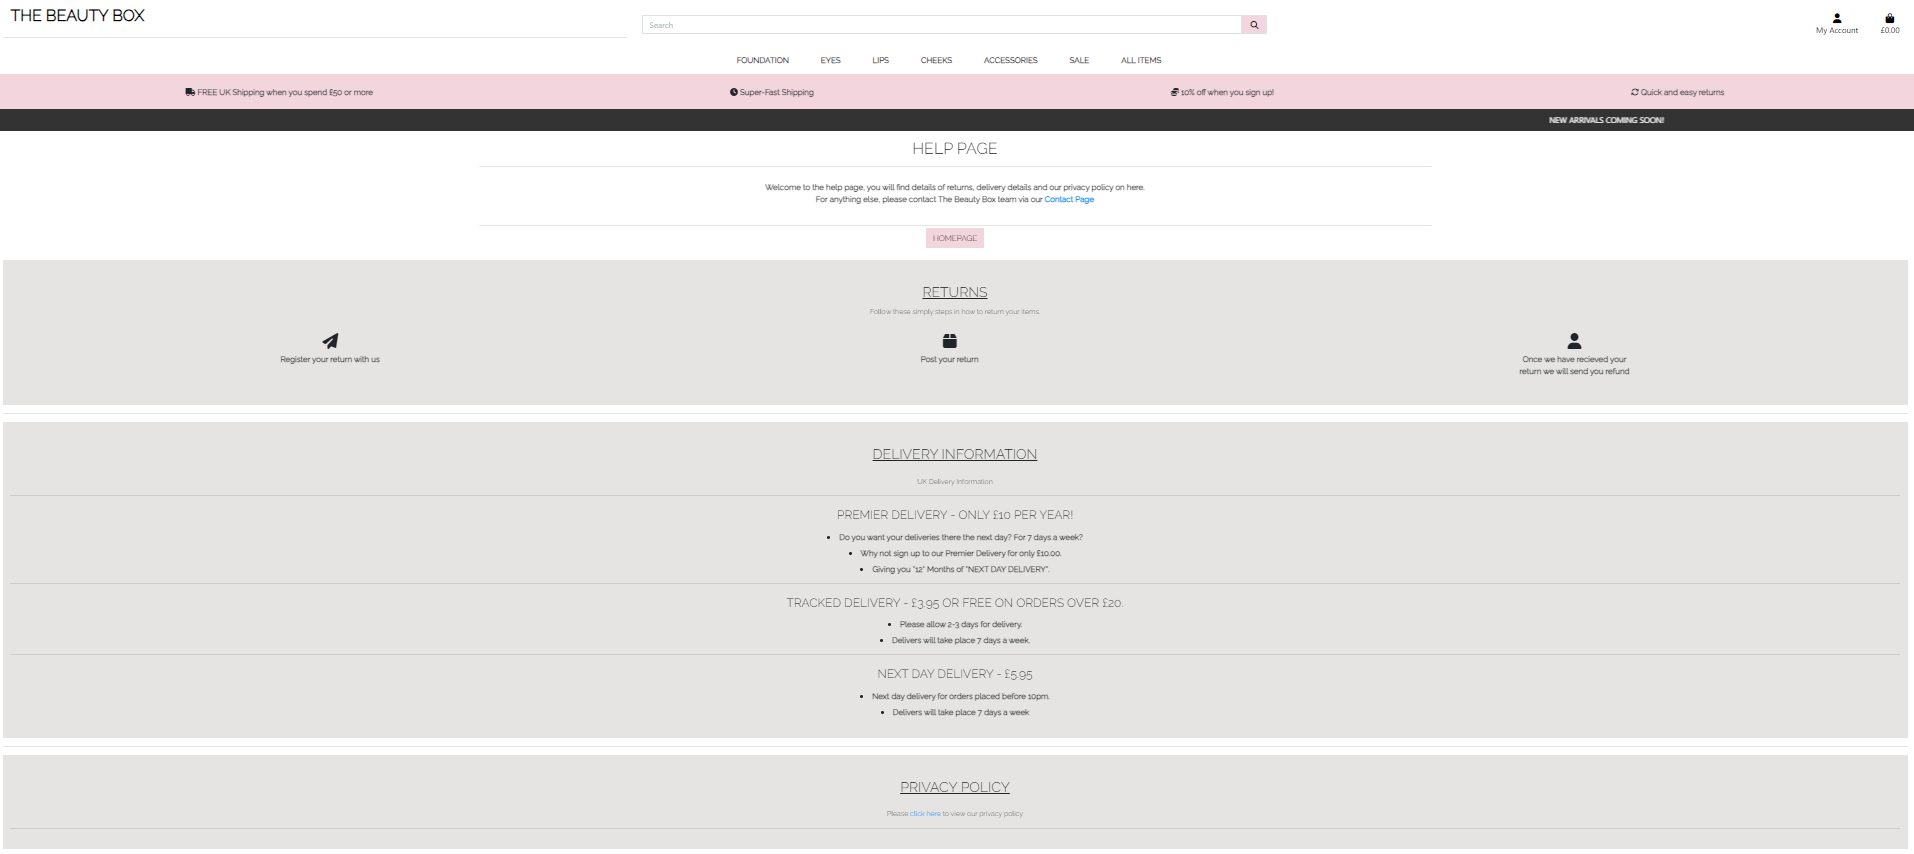 THE BEAUTY BOX
Search
My Account
£0.00
FOUNDATION EYES LIPS CHEEKS ACCESSORIES SALE ALL ITEMS
FREE UK Shipping when you spend £50 or more
Super-Fast Shipping
10% off when you sign up!
Quick and easy returns
NEW ARRIVALS COMING SOON!
HELP PAGE
Welcome to the help page, you will find details of returns, delivery details and our privacy policy on here.
For anything else, please contact The Beauty Box team via our Contact Page
HOMEPAGE
RETURNS
Follow these simply steps in how to return your items.
Register your return with us
Post your return
Once we have recieved your
return we will send you refund
DELIVERY INFORMATION
UK Delivery Information
PREMIER DELIVERY - ONLY £10 PER YEAR!
• Do you want your deliveries there the next day? For 7 days a week?
• Why not sign up to our Premier Delivery for only £10.00.
• Giving you "12" Months of "NEXT DAY DELIVERY".
TRACKED DELIVERY - £3.95 OR FREE ON ORDERS OVER £20.
• Please allow 2-3 days for delivery.
• Delivers will take place 7 days a week.
NEXT DAY DELIVERY - £5.95
• Next day delivery for orders placed before 10pm.
• Delivers will take place 7 days a week
PRIVACY POLICY
Please click here to view our privacy policy